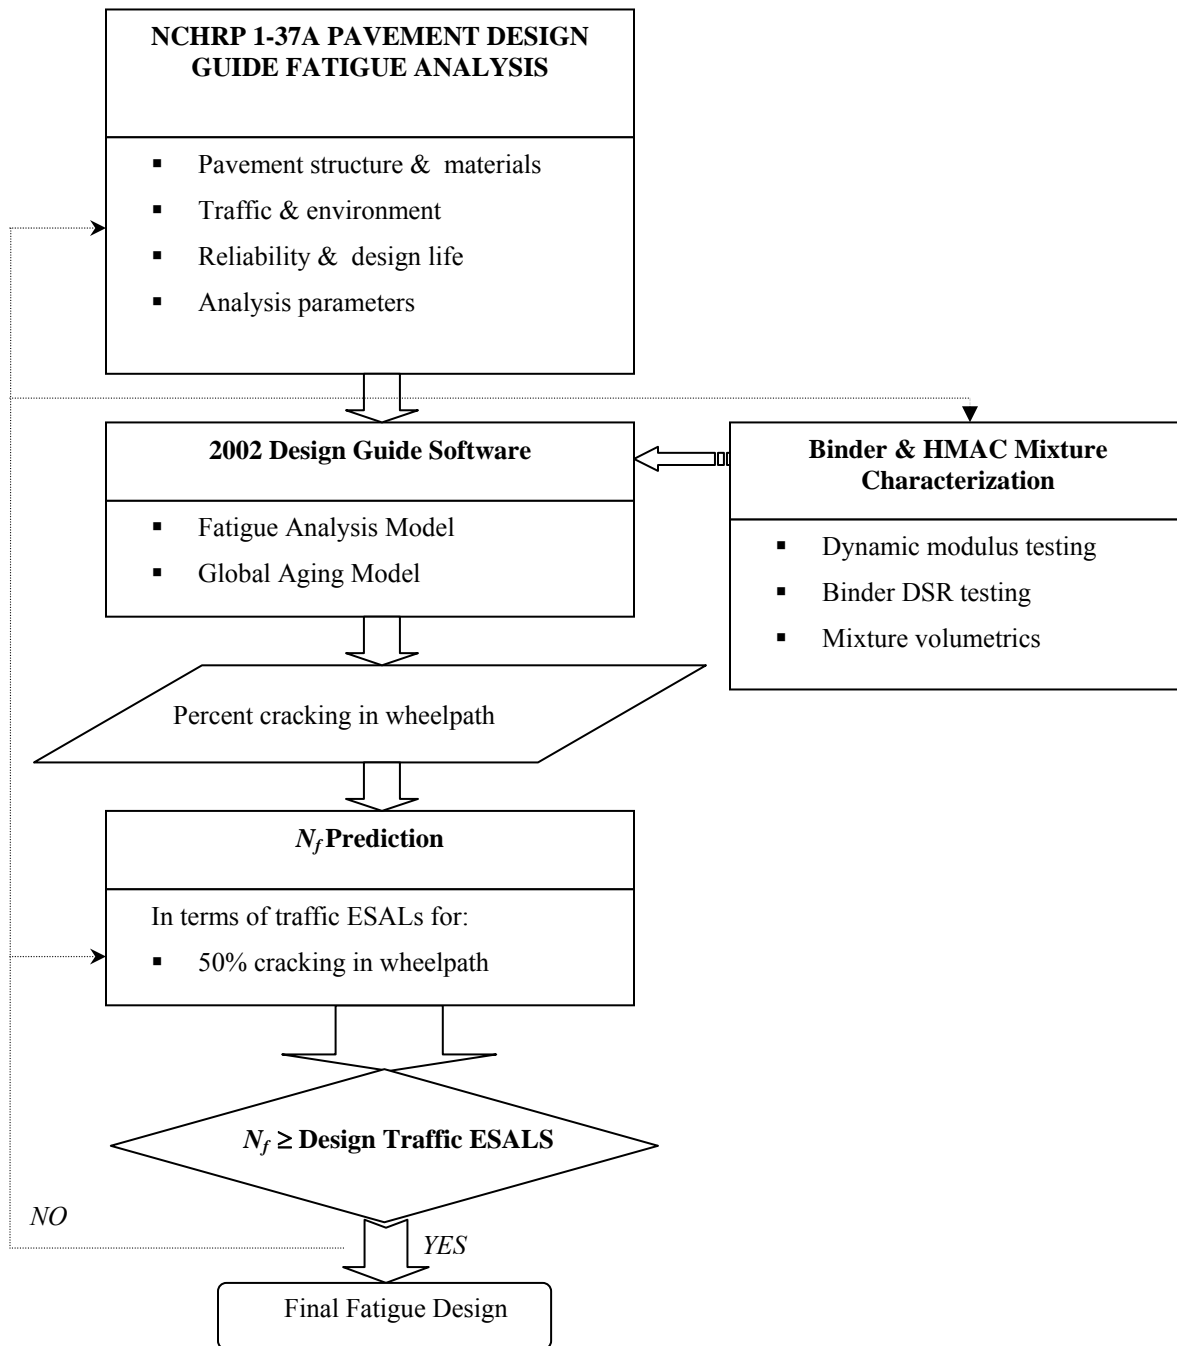 NCHRP 1-37A PAVEMENT DESIGN
GUIDE FATIGUE ANALYSIS
▪ Pavement structure & materials
▪ Traffic & environment
▪ Reliability & design life
▪ Analysis parameters
2002 Design Guide Software
▪ Fatigue Analysis Model
▪ Global Aging Model
Binder & HMAC Mixture
Characterization
▪ Dynamic modulus testing
▪ Binder DSR testing
▪ Mixture volumetrics
Percent cracking in wheelpath
Nf Prediction
In terms of traffic ESALs for:
▪ 50% cracking in wheelpath
Nf ≥ Design Traffic ESALS
NO
YES
Final Fatigue Design